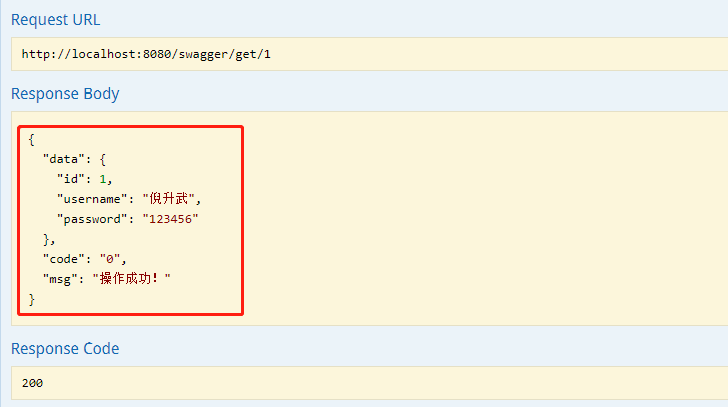 Request URL
http://localhost:8080/swagger/get/1
Response Body
{
"data": {
"id": 1,
"username": "倪升武",
"password": "123456"
},
"code": "0",
"msg": "操作成功！"
}
Response Code
200